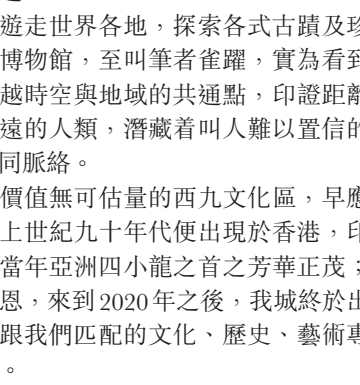 遊走世界各地，探索各式古蹟及珍
博物館，至叫筆者雀躍，實為看到
越時空與地域的共通點，印證距離
遠的人類，潛藏着叫人難以置信的
同脈絡。
價值無可估量的西九文化區，早應
上世紀九十年代便出現於香港，印
當年亞洲四小龍之首之芳華正茂；
恩，來到2020年之後，我城終於出
跟我們匹配的文化、歷史、藝術專
。